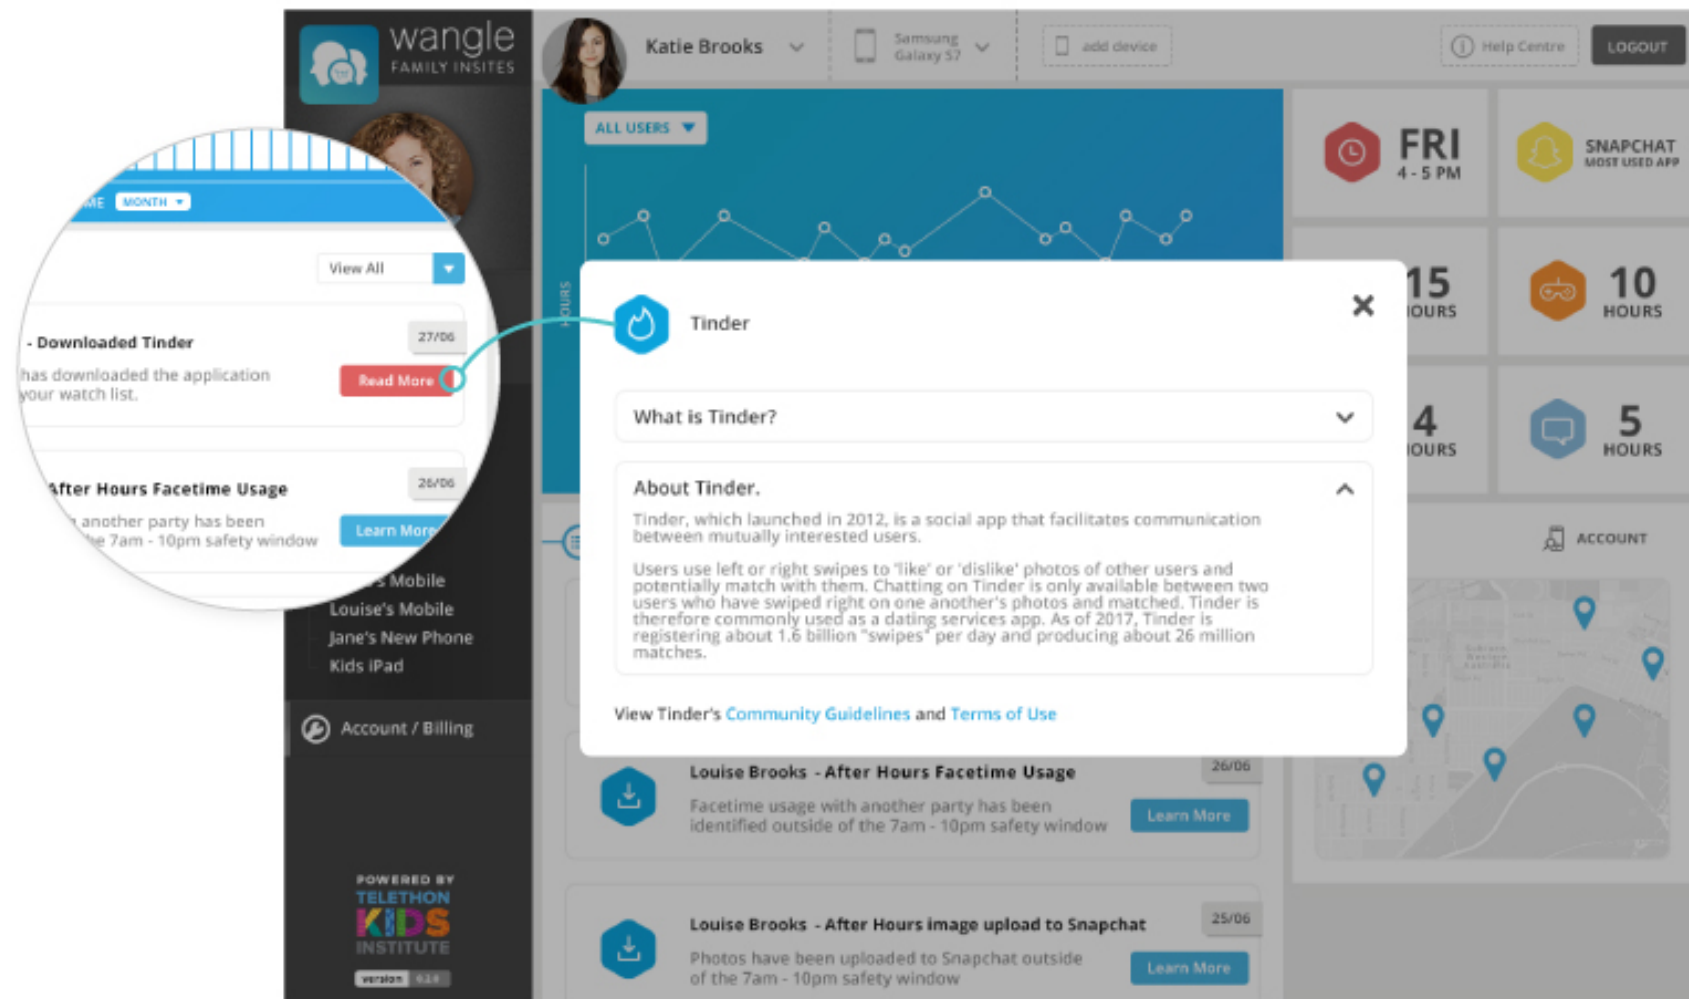 wangle
FAMILY INSITES
Katie Brooks
Samsung
Galaxy S7
add device
Help Centre
LOGOUT
ALL USERS
HOURS
FRI
4 - 5 PM
SNAPCHAT
MOST USED APP
15
OURS
10
HOURS
4
OURS
5
HOURS
ME
MONTH
View All
- Downloaded Tinder
27/06
has downloaded the application
your watch list.
Read More
After Hours Facetime Usage
26/06
another party has been
7am - 10pm safety window
Learn More
Tinder
What is Tinder?
About Tinder.
Tinder, which launched in 2012, is a social app that facilitates communication
between mutually interested users.
Users use left or right swipes to 'like' or 'dislike' photos of other users and
potentially match with them. Chatting on Tinder is only available between two
users who have swiped right on one another's photos and matched. Tinder is
therefore commonly used as a dating services app. As of 2017, Tinder is
registering about 1.6 billion "swipes" per day and producing about 26 million
matches.
View Tinder's Community Guidelines and Terms of Use
ACCOUNT
's Mobile
Louise's Mobile
Jane's New Phone
Kids iPad
Account / Billing
POWERED BY
TELETHON
KIDS
INSTITUTE
version
Louise Brooks - After Hours Facetime Usage
26/06
Facetime usage with another party has been
identified outside of the 7am - 10pm safety window
Learn More
Louise Brooks - After Hours image upload to Snapchat
25/06
Photos have been uploaded to Snapchat outside
of the 7am - 10pm safety window
Learn More